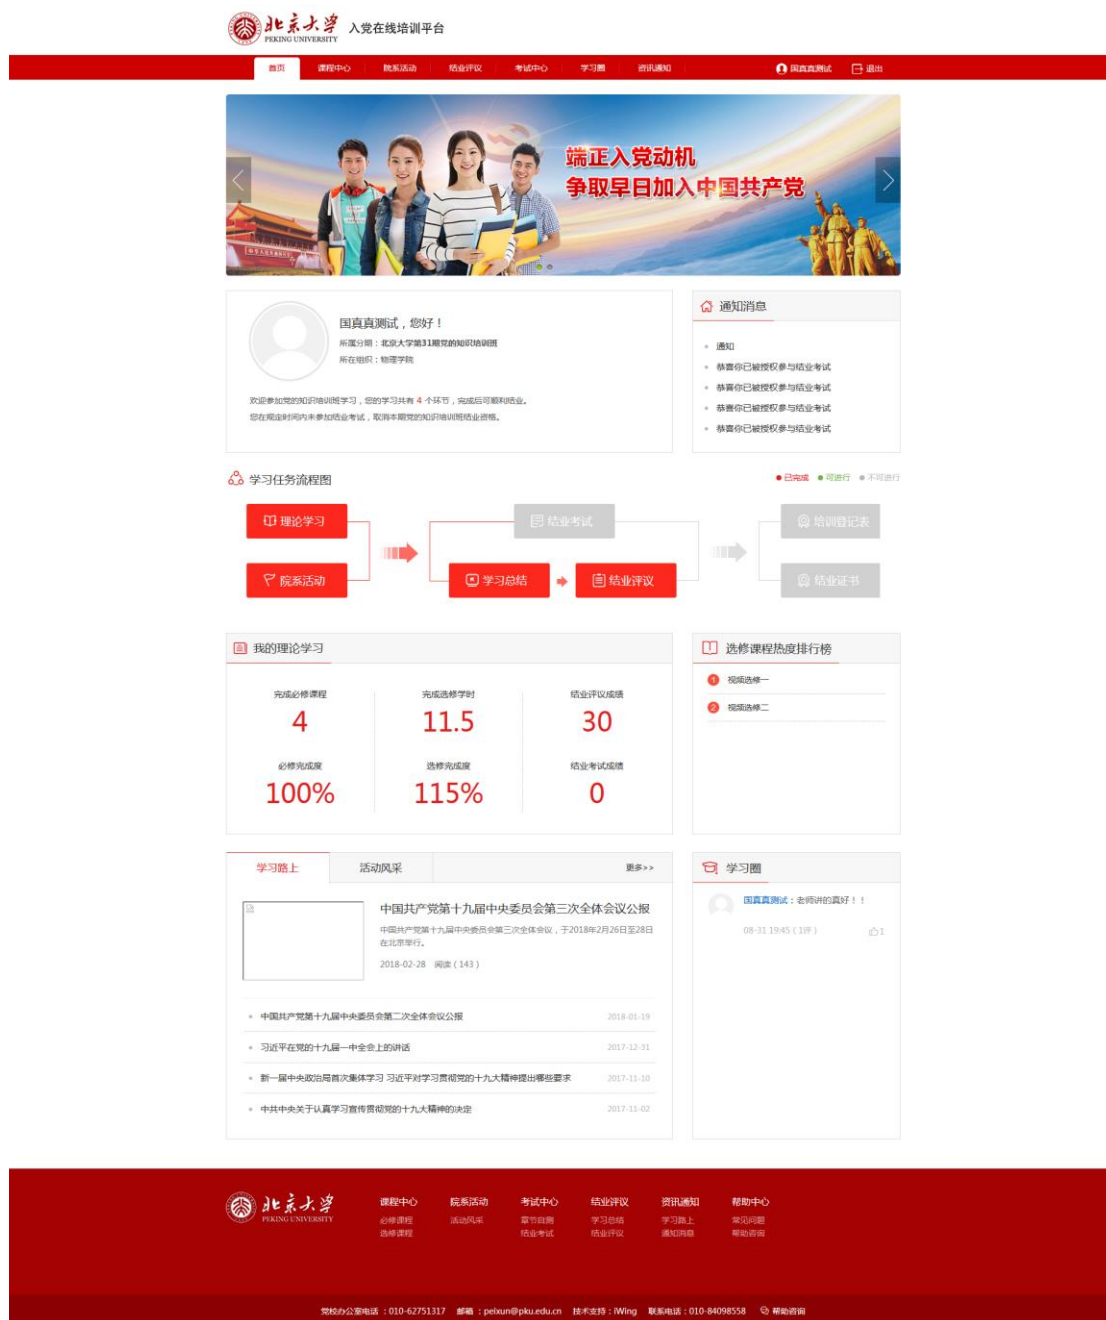 北京大学
PEKING UNIVERSITY
入党在线培训平台
首页 课程中心 院系活动 结业评议 考试中心 学习圈 资讯通知 国真真测试 退出
端正入党动机
争取早日加入中国共产党
国真真测试，您好！
所属分期：北京大学第31期党的知识培训班
所在组织：物理学院
欢迎参加党的知识培训班学习，您的学习共有 4 个环节，完成后可顺利结业。
您在规定时间内未参加结业考试，取消本期党的知识培训班结业资格。
通知消息
通知
恭喜你已被授权参与结业考试
恭喜你已被授权参与结业考试
恭喜你已被授权参与结业考试
恭喜你已被授权参与结业考试
学习任务流程图
已完成 可进行 不可进行
理论学习 结业考试 培训登记表
院系活动 学习总结 结业评议 结业证书
我的理论学习
完成必修课程 完成选修学时 结业评议成绩
4 11.5 30
必修完成度 选修完成度 结业考试成绩
100% 115% 0
选修课程热度排行榜
1 视频选修一
2 视频选修二
学习路上 活动风采 更多>>
中国共产党第十九届中央委员会第三次全体会议公报
中国共产党第十九届中央委员会第三次全体会议，于2018年2月26日至28日
在北京举行。
2018-02-28 阅读（143）
中国共产党第十九届中央委员会第二次全体会议公报 2018-01-19
习近平在党的十九届一中全会上的讲话 2017-12-31
新一届中央政治局首次集体学习 习近平对学习贯彻党的十九大精神提出哪些要求 2017-11-10
中共中央关于认真学习宣传贯彻党的十九大精神的决定 2017-11-02
学习圈
国真真测试：老师讲的真好！！
08-31 19:45（1评） 1
北京大学
PEKING UNIVERSITY
课程中心 院系活动 考试中心 结业评议 资讯通知 帮助中心
必修课程 活动风采 章节自测 学习总结 学习路上 常见问题
选修课程 结业考试 结业评议 通知消息 帮助咨询
党校办公室电话：010-62751317 邮箱：peixun@pku.edu.cn 技术支持：iWing 联系电话：010-84098558 帮助咨询